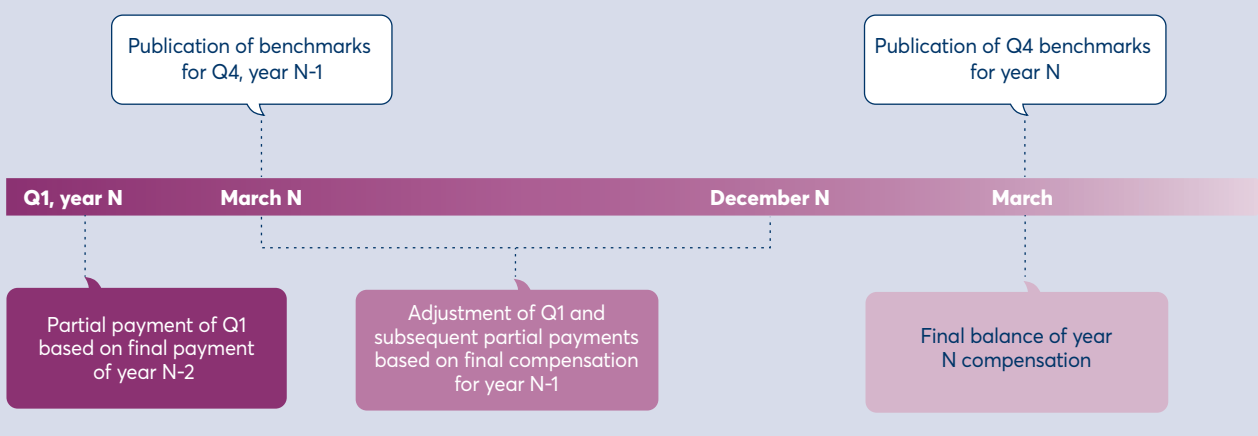 Publication of benchmarks
for Q4, year N-1
Publication of Q4 benchmarks
for year N
Q1, year N
March N
December N
March
Partial payment of Q1
based on final payment
of year N-2
Adjustment of Q1 and
subsequent partial payments
based on final compensation
for year N-1
Final balance of year
N compensation